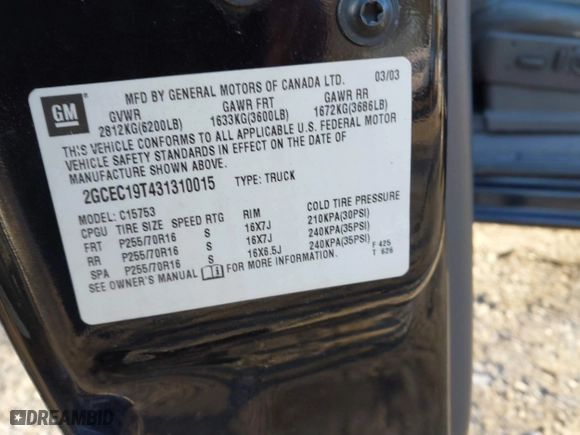 GM
MFD BY GENERAL MOTORS OF CANADA LTD. 03/03
GVWR GAWR FRT GAWR RR
2812KG(6200LB) 1633KG(3600LB) 1672KG(3686LB)
THIS VEHICLE CONFORMS TO ALL APPLICABLE U.S. FEDERAL MOTOR
VEHICLE SAFETY STANDARDS IN EFFECT ON THE DATE OF
MANUFACTURE SHOWN ABOVE.
2GCEC19T431310015 TYPE: TRUCK
MODEL: C15753
CPGU TIRE SIZE SPEED RTG RIM COLD TIRE PRESSURE
FRT P255/70R16 S 16X7J 210KPA(30PSI)
RR P255/70R16 S 16X7J 240KPA(35PSI)
SPA P255/70R16 S 16X6.5J 240KPA(35PSI)
SEE OWNER'S MANUAL FOR MORE INFORMATION.
F 425
T 626
DREAMBID